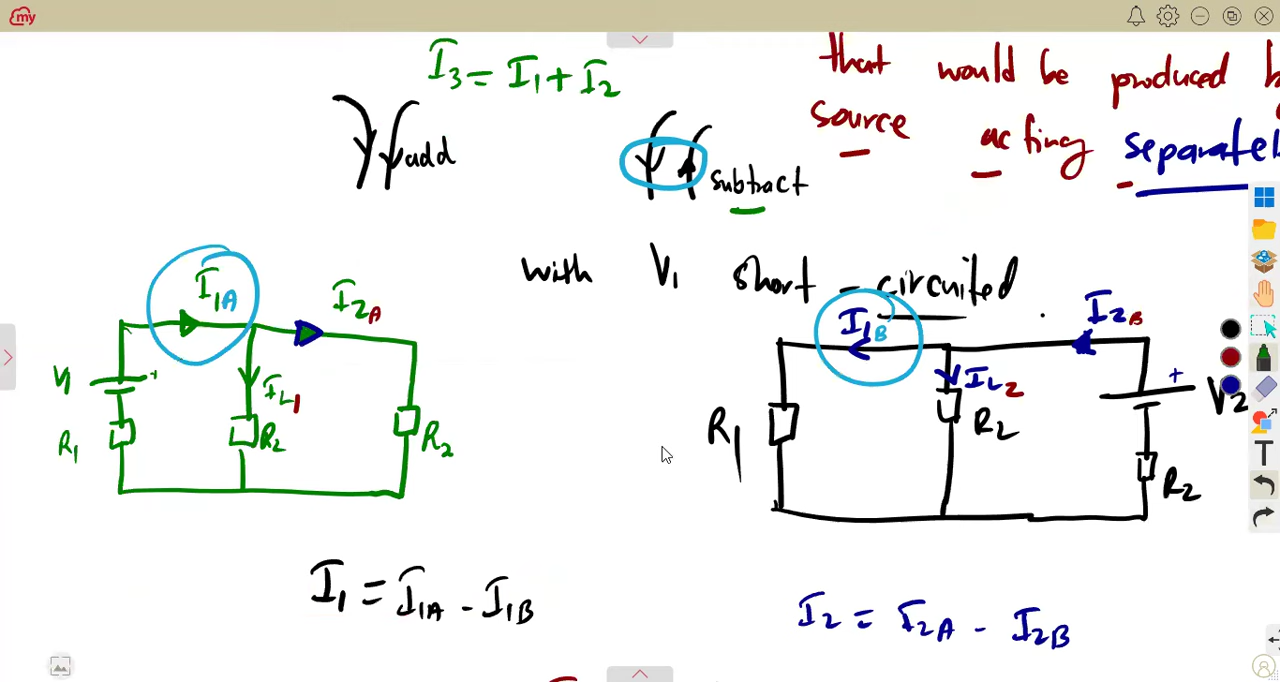 my
I3 = I1 + I2
that would be produced b
source acting separatel
add
subtract
with V1 short - circuited
I1A
I2A
V1
+
IL1
R1
R2
R2
I1B
I2B
IL2
+
V2
R1
R2
R2
I1 = I1A - I1B
I2 = I2A - I2B
T